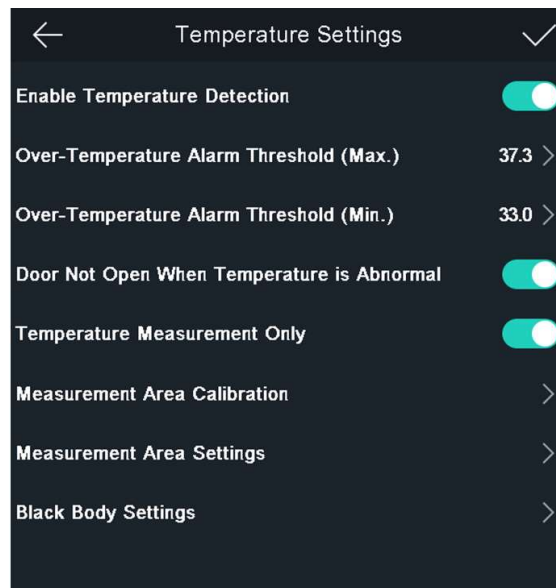 Temperature Settings
Enable Temperature Detection
Over-Temperature Alarm Threshold (Max.) 37.3
Over-Temperature Alarm Threshold (Min.) 33.0
Door Not Open When Temperature is Abnormal
Temperature Measurement Only
Measurement Area Calibration
Measurement Area Settings
Black Body Settings